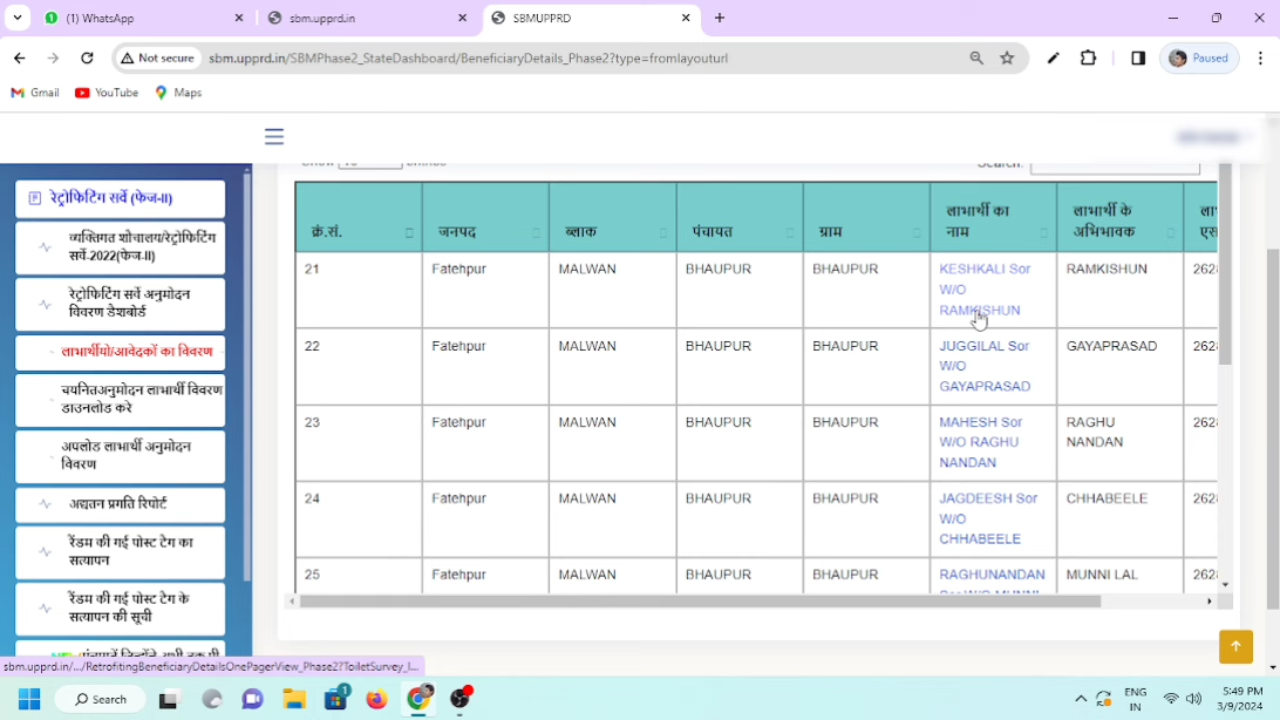 (1) WhatsApp
sbm.upprd.in
SBMUPPRD
Not secure
sbm.upprd.in/SBMPhase2_StateDashboard/BeneficiaryDetails_Phase2?type=fromlayouturl
Paused
Gmail
YouTube
Maps
Search:
रेट्रोफिटिंग सर्वे (फेज-II)
व्यक्तिगत शौचालय/रेट्रोफिटिंग
सर्वे-2022(फेज-II)
रेट्रोफिटिंग सर्वे अनुमोदन
विवरण डैशबोर्ड
लाभार्थीयो/आवेदकों का विवरण
चयनितअनुमोदन लाभार्थी विवरण
डाउनलोड करे
अपलोड लाभार्थी अनुमोदन
विवरण
अद्यतन प्रगति रिपोर्ट
रैंडम की गई पोस्ट टैग का
सत्यापन
रैंडम की गई पोस्ट टैग के
सत्यापन की सूची
क्रं.सं.
जनपद
ब्लाक
पंचायत
ग्राम
लाभार्थी का
नाम
लाभार्थी के
अभिभावक
21 Fatehpur MALWAN BHAUPUR BHAUPUR KESHKALI Sor RAMKISHUN
W/O
RAMKISHUN
22 Fatehpur MALWAN BHAUPUR BHAUPUR JUGGILAL Sor GAYAPRASAD
W/O
GAYAPRASAD
23 Fatehpur MALWAN BHAUPUR BHAUPUR MAHESH Sor RAGHU
W/O RAGHU NANDAN
NANDAN
24 Fatehpur MALWAN BHAUPUR BHAUPUR JAGDEESH Sor CHHABEELE
W/O
CHHABEELE
25 Fatehpur MALWAN BHAUPUR BHAUPUR RAGHUNANDAN MUNNI LAL
Sor W/O MUNNI
sbm.upprd.in/.../RetrofitingBeneficiaryDetailsOnePagerView_Phase2?ToiletSurvey_I...
Search
1
ENG
IN
5:49 PM
3/9/2024